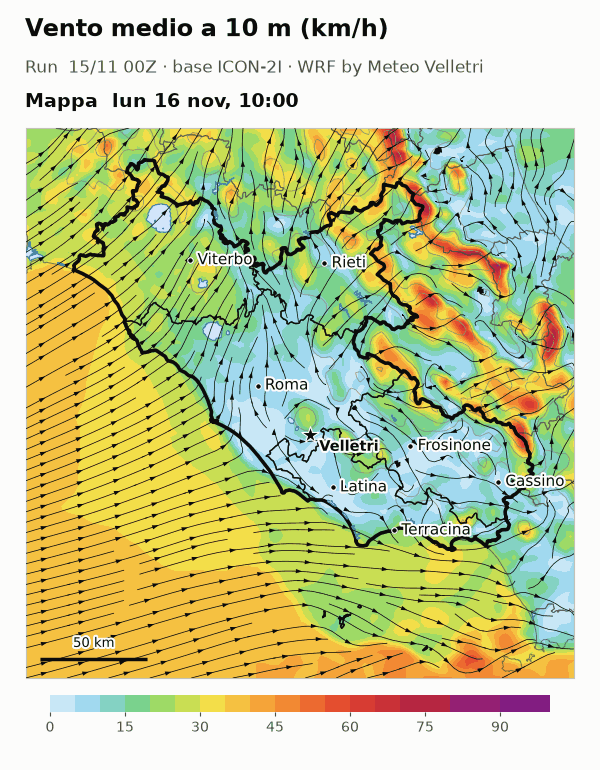 Vento medio a 10 m (km/h)
Run  15/11 00Z · base ICON-2I · WRF by Meteo Velletri
Mappa  lun 16 nov, 10:00
Viterbo
Rieti
Roma
Velletri
Frosinone
Cassino
Latina
Terracina
50 km
0 15 30 45 60 75 90